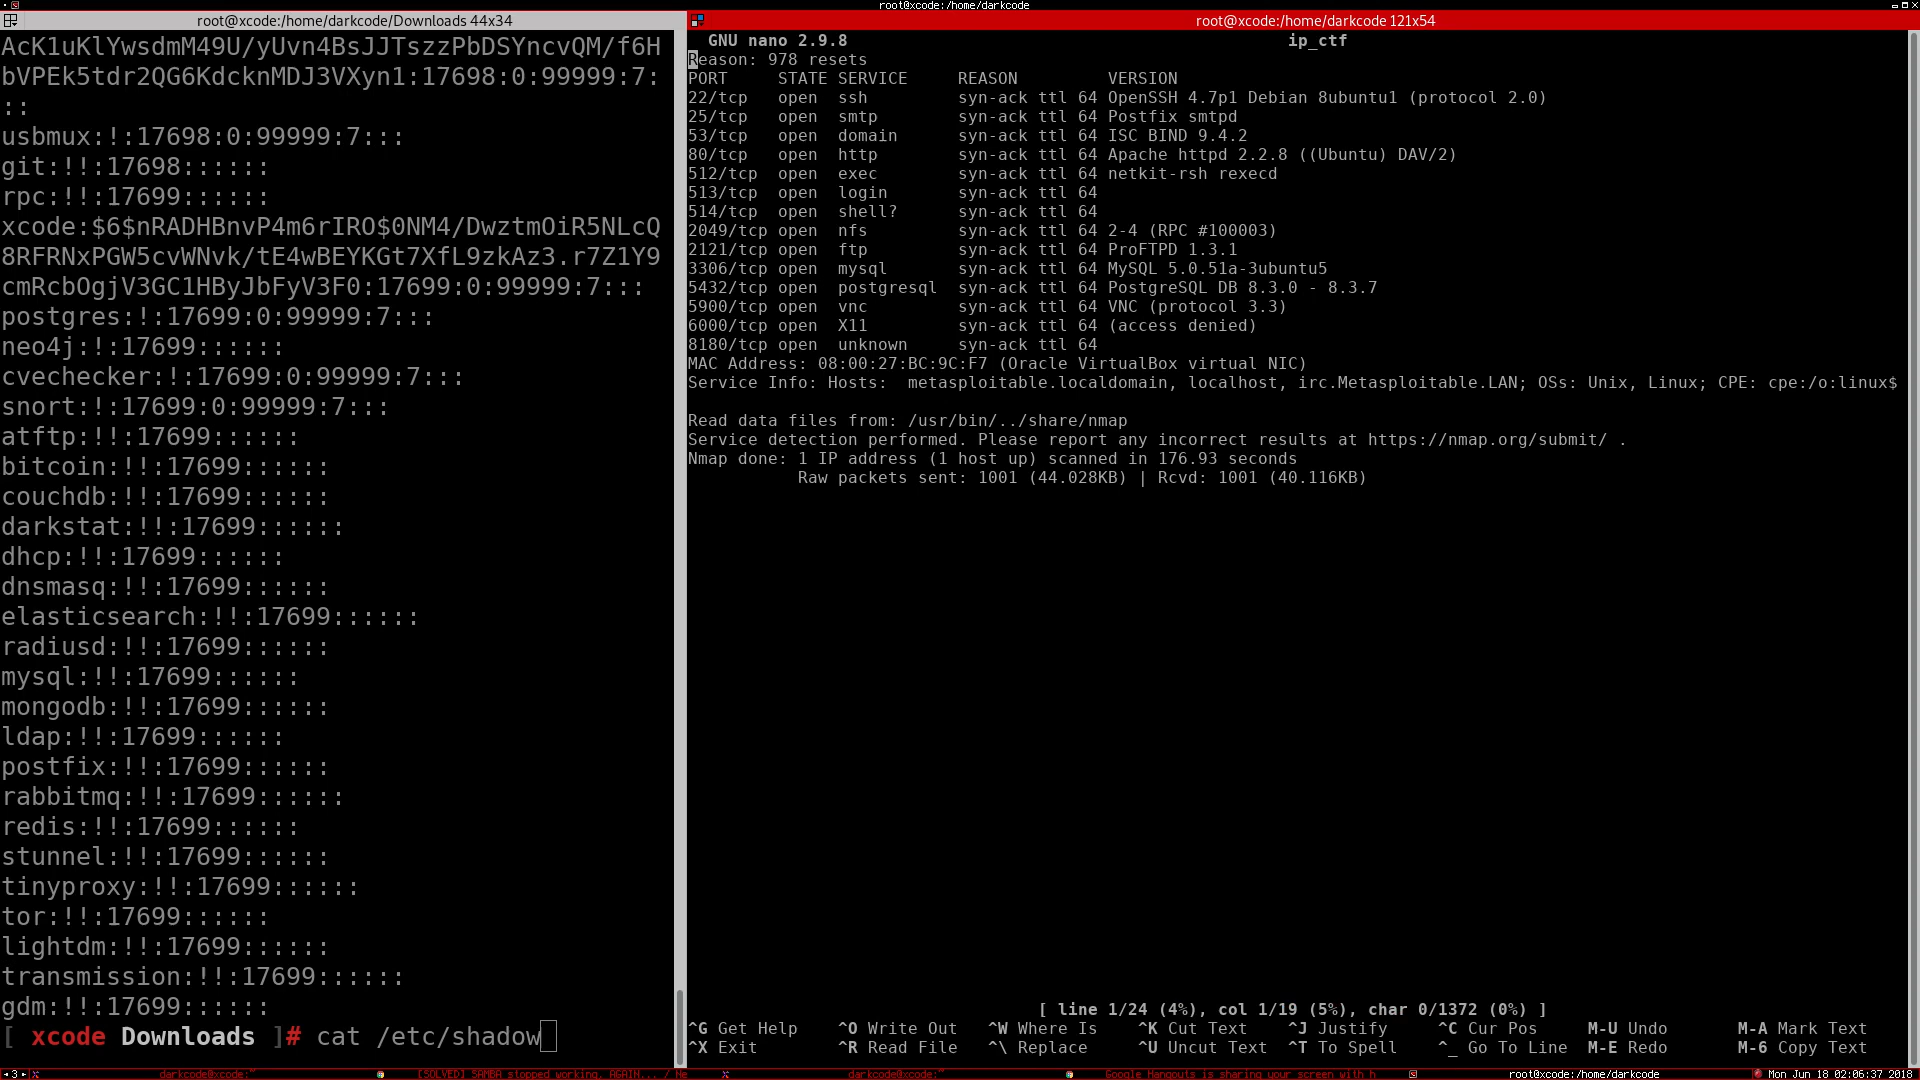 root@xcode:/home/darkcode
root@xcode:/home/darkcode/Downloads 44x34
AcK1uKlYwsdmM49U/yUvn4BsJJTszzPbDSYncvQM/f6H
bVPEk5tdr2QG6KdcknMDJ3VXyn1:17698:0:99999:7:
::
usbmux:!:17698:0:99999:7:::
git:!!:17698::::::
rpc:!!:17699::::::
xcode:$6$nRADHBnvP4m6rIRO$0NM4/DwztmOiR5NLcQ
8RFRNxPGW5cvWNvk/tE4wBEYKGt7XfL9zkAz3.r7Z1Y9
cmRcbOgjV3GC1HByJbFyV3F0:17699:0:99999:7:::
postgres:!:17699:0:99999:7:::
neo4j:!:17699::::::
cvechecker:!:17699:0:99999:7:::
snort:!:17699:0:99999:7:::
atftp:!!:17699::::::
bitcoin:!!:17699::::::
couchdb:!!:17699::::::
darkstat:!!:17699::::::
dhcp:!!:17699::::::
dnsmasq:!!:17699::::::
elasticsearch:!!:17699::::::
radiusd:!!:17699::::::
mysql:!!:17699::::::
mongodb:!!:17699::::::
ldap:!!:17699::::::
postfix:!!:17699::::::
rabbitmq:!!:17699::::::
redis:!!:17699::::::
stunnel:!!:17699::::::
tinyproxy:!!:17699::::::
tor:!!:17699::::::
lightdm:!!:17699::::::
transmission:!!:17699::::::
gdm:!!:17699::::::
[ xcode Downloads ]# cat /etc/shadow
root@xcode:/home/darkcode 121x54
GNU nano 2.9.8 ip_ctf
Reason: 978 resets
PORT STATE SERVICE REASON VERSION
22/tcp open ssh syn-ack ttl 64 OpenSSH 4.7p1 Debian 8ubuntu1 (protocol 2.0)
25/tcp open smtp syn-ack ttl 64 Postfix smtpd
53/tcp open domain syn-ack ttl 64 ISC BIND 9.4.2
80/tcp open http syn-ack ttl 64 Apache httpd 2.2.8 ((Ubuntu) DAV/2)
512/tcp open exec syn-ack ttl 64 netkit-rsh rexecd
513/tcp open login syn-ack ttl 64
514/tcp open shell? syn-ack ttl 64
2049/tcp open nfs syn-ack ttl 64 2-4 (RPC #100003)
2121/tcp open ftp syn-ack ttl 64 ProFTPD 1.3.1
3306/tcp open mysql syn-ack ttl 64 MySQL 5.0.51a-3ubuntu5
5432/tcp open postgresql syn-ack ttl 64 PostgreSQL DB 8.3.0 - 8.3.7
5900/tcp open vnc syn-ack ttl 64 VNC (protocol 3.3)
6000/tcp open X11 syn-ack ttl 64 (access denied)
8180/tcp open unknown syn-ack ttl 64
MAC Address: 08:00:27:BC:9C:F7 (Oracle VirtualBox virtual NIC)
Service Info: Hosts: metasploitable.localdomain, localhost, irc.Metasploitable.LAN; OSs: Unix, Linux; CPE: cpe:/o:linux$
Read data files from: /usr/bin/../share/nmap
Service detection performed. Please report any incorrect results at https://nmap.org/submit/ .
Nmap done: 1 IP address (1 host up) scanned in 176.93 seconds
Raw packets sent: 1001 (44.028KB) | Rcvd: 1001 (40.116KB)
[ line 1/24 (4%), col 1/19 (5%), char 0/1372 (0%) ]
^G Get Help ^O Write Out ^W Where Is ^K Cut Text ^J Justify ^C Cur Pos M-U Undo M-A Mark Text
^X Exit ^R Read File ^\ Replace ^U Uncut Text ^T To Spell ^_ Go To Line M-E Redo M-6 Copy Text
3 darkcode@xcode:~ [SOLVED] SAMBA stopped working, AGAIN... / Ne darkcode@xcode:~ Google Hangouts is sharing your screen with h root@xcode:/home/darkcode Mon Jun 18 02:06:37 2018